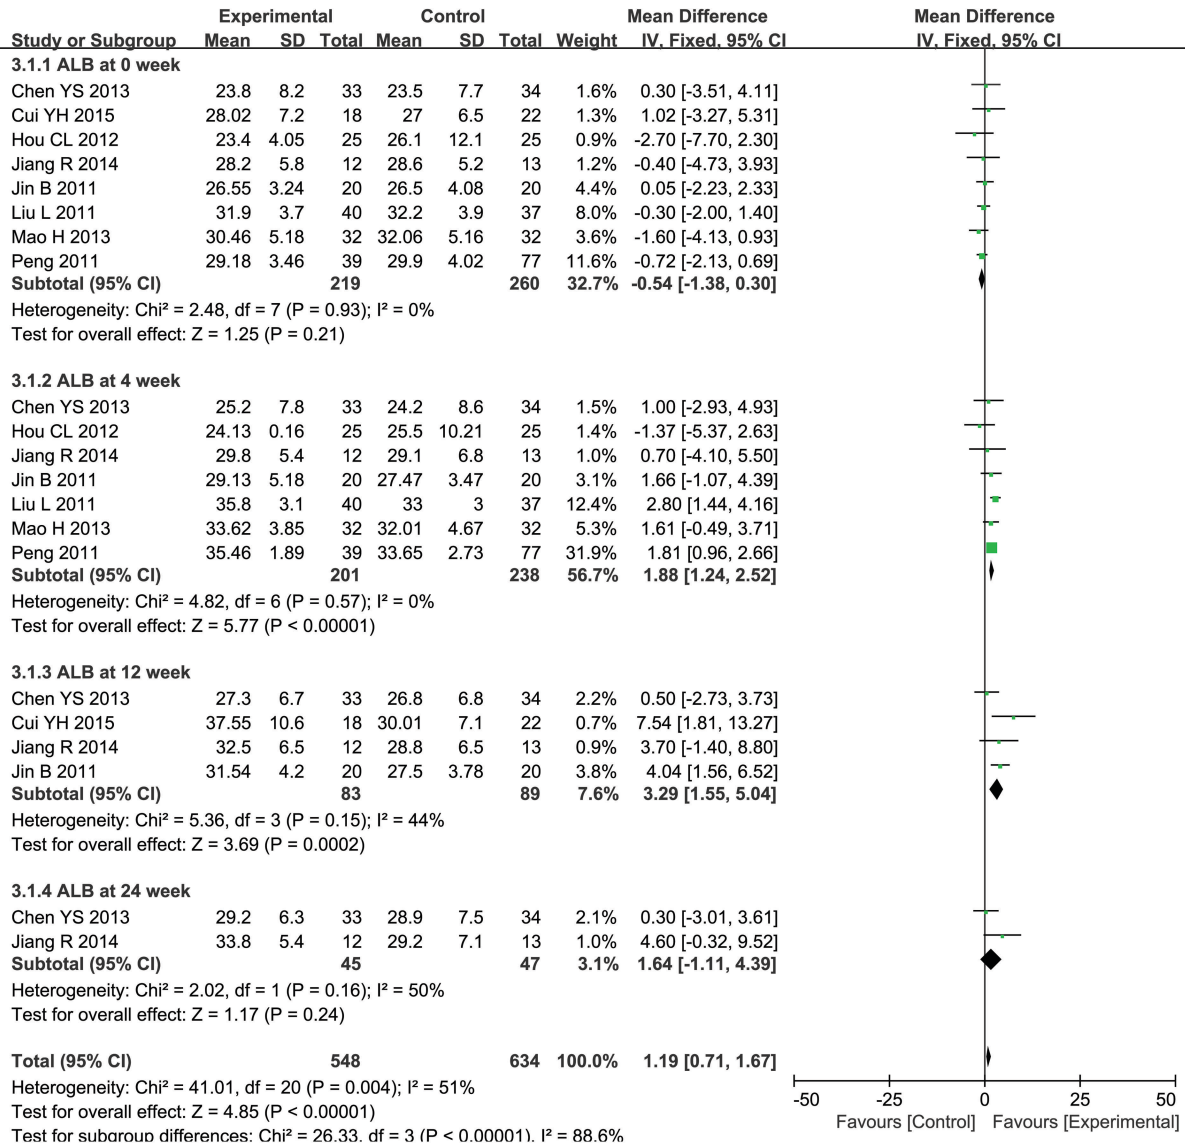 Experimental Control Mean Difference Mean Difference
Study or Subgroup Mean SD Total Mean SD Total Weight IV, Fixed, 95% CI IV, Fixed, 95% CI
3.1.1 ALB at 0 week
Chen YS 2013 23.8 8.2 33 23.5 7.7 34 1.6% 0.30 [-3.51, 4.11]
Cui YH 2015 28.02 7.2 18 27 6.5 22 1.3% 1.02 [-3.27, 5.31]
Hou CL 2012 23.4 4.05 25 26.1 12.1 25 0.9% -2.70 [-7.70, 2.30]
Jiang R 2014 28.2 5.8 12 28.6 5.2 13 1.2% -0.40 [-4.73, 3.93]
Jin B 2011 26.55 3.24 20 26.5 4.08 20 4.4% 0.05 [-2.23, 2.33]
Liu L 2011 31.9 3.7 40 32.2 3.9 37 8.0% -0.30 [-2.00, 1.40]
Mao H 2013 30.46 5.18 32 32.06 5.16 32 3.6% -1.60 [-4.13, 0.93]
Peng 2011 29.18 3.46 39 29.9 4.02 77 11.6% -0.72 [-2.13, 0.69]
Subtotal (95% CI) 219 260 32.7% -0.54 [-1.38, 0.30]
Heterogeneity: Chi² = 2.48, df = 7 (P = 0.93); I² = 0%
Test for overall effect: Z = 1.25 (P = 0.21)
3.1.2 ALB at 4 week
Chen YS 2013 25.2 7.8 33 24.2 8.6 34 1.5% 1.00 [-2.93, 4.93]
Hou CL 2012 24.13 0.16 25 25.5 10.21 25 1.4% -1.37 [-5.37, 2.63]
Jiang R 2014 29.8 5.4 12 29.1 6.8 13 1.0% 0.70 [-4.10, 5.50]
Jin B 2011 29.13 5.18 20 27.47 3.47 20 3.1% 1.66 [-1.07, 4.39]
Liu L 2011 35.8 3.1 40 33 3 37 12.4% 2.80 [1.44, 4.16]
Mao H 2013 33.62 3.85 32 32.01 4.67 32 5.3% 1.61 [-0.49, 3.71]
Peng 2011 35.46 1.89 39 33.65 2.73 77 31.9% 1.81 [0.96, 2.66]
Subtotal (95% CI) 201 238 56.7% 1.88 [1.24, 2.52]
Heterogeneity: Chi² = 4.82, df = 6 (P = 0.57); I² = 0%
Test for overall effect: Z = 5.77 (P < 0.00001)
3.1.3 ALB at 12 week
Chen YS 2013 27.3 6.7 33 26.8 6.8 34 2.2% 0.50 [-2.73, 3.73]
Cui YH 2015 37.55 10.6 18 30.01 7.1 22 0.7% 7.54 [1.81, 13.27]
Jiang R 2014 32.5 6.5 12 28.8 6.5 13 0.9% 3.70 [-1.40, 8.80]
Jin B 2011 31.54 4.2 20 27.5 3.78 20 3.8% 4.04 [1.56, 6.52]
Subtotal (95% CI) 83 89 7.6% 3.29 [1.55, 5.04]
Heterogeneity: Chi² = 5.36, df = 3 (P = 0.15); I² = 44%
Test for overall effect: Z = 3.69 (P = 0.0002)
3.1.4 ALB at 24 week
Chen YS 2013 29.2 6.3 33 28.9 7.5 34 2.1% 0.30 [-3.01, 3.61]
Jiang R 2014 33.8 5.4 12 29.2 7.1 13 1.0% 4.60 [-0.32, 9.52]
Subtotal (95% CI) 45 47 3.1% 1.64 [-1.11, 4.39]
Heterogeneity: Chi² = 2.02, df = 1 (P = 0.16); I² = 50%
Test for overall effect: Z = 1.17 (P = 0.24)
Total (95% CI) 548 634 100.0% 1.19 [0.71, 1.67]
Heterogeneity: Chi² = 41.01, df = 20 (P = 0.004); I² = 51%
-50 -25 0 25 50
Test for overall effect: Z = 4.85 (P < 0.00001)
Favours [Control] Favours [Experimental]
Test for subgroup differences: Chi² = 26.33, df = 3 (P < 0.00001), I² = 88.6%